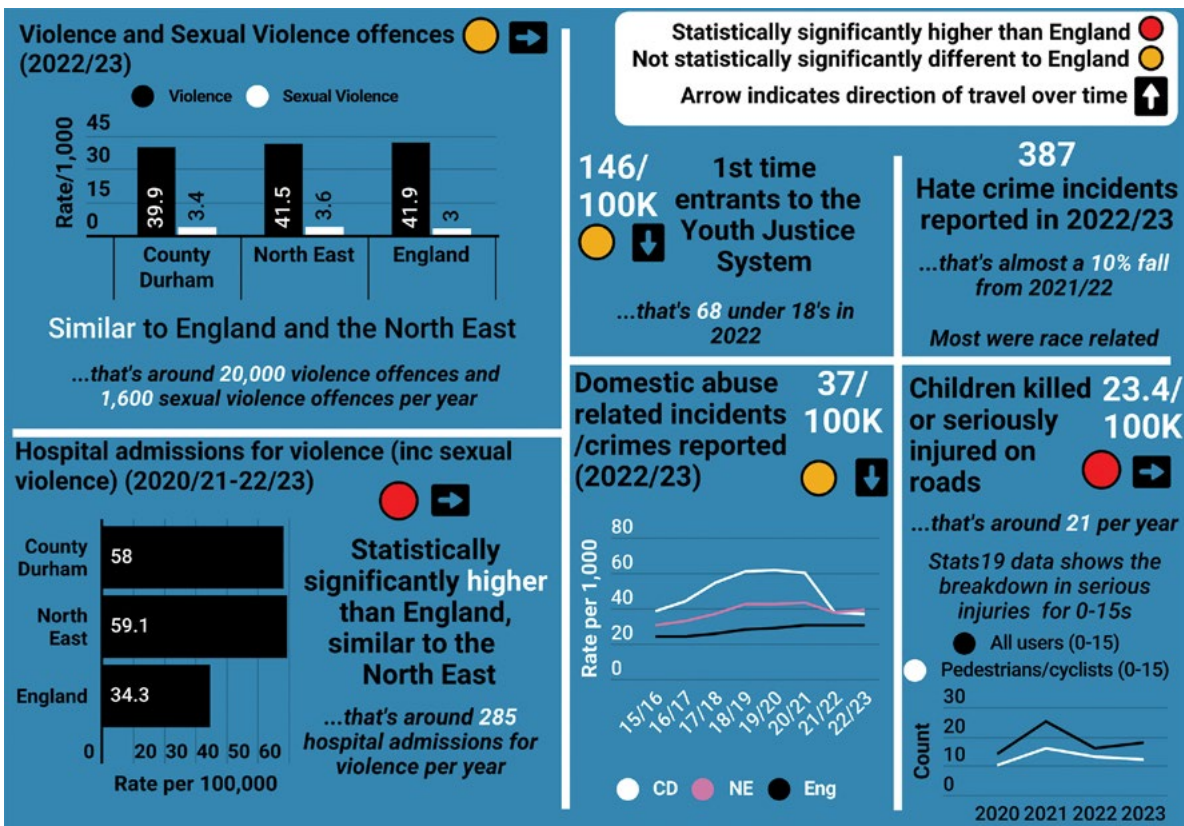 Violence and Sexual Violence offences
(2022/23)
Violence
Sexual Violence
Rate/1,000
45
30
15
0
39.9
3.4
41.5
3.6
41.9
3
County
Durham
North East
England
Similar to England and the North East
...that's around 20,000 violence offences and
1,600 sexual violence offences per year
Statistically significantly higher than England
Not statistically significantly different to England
Arrow indicates direction of travel over time
146/
100K
1st time
entrants to the
Youth Justice
System
...that's 68 under 18's in
2022
387
Hate crime incidents
reported in 2022/23
...that's almost a 10% fall
from 2021/22
Most were race related
Hospital admissions for violence (inc sexual
violence) (2020/21-22/23)
County
Durham
58
North
East
59.1
England
34.3
0
20
30
40
60
Rate per 100,000
Statistically
significantly higher
than England,
similar to the
North East
...that's around 285
hospital admissions for
violence per year
Domestic abuse
related incidents
/crimes reported
(2022/23)
37/
100K
Rate per 1,000
80
60
40
20
0
15/16
16/17
17/18
18/19
19/20
20/21
21/22
22/23
CD
NE
Eng
Children killed
or seriously
injured on
roads
23.4/
100K
...that's around 21 per year
Stats19 data shows the
breakdown in serious
injuries for 0-15s
All users (0-15)
Pedestrians/cyclists (0-15)
Count
30
20
10
0
2020 2021 2022 2023